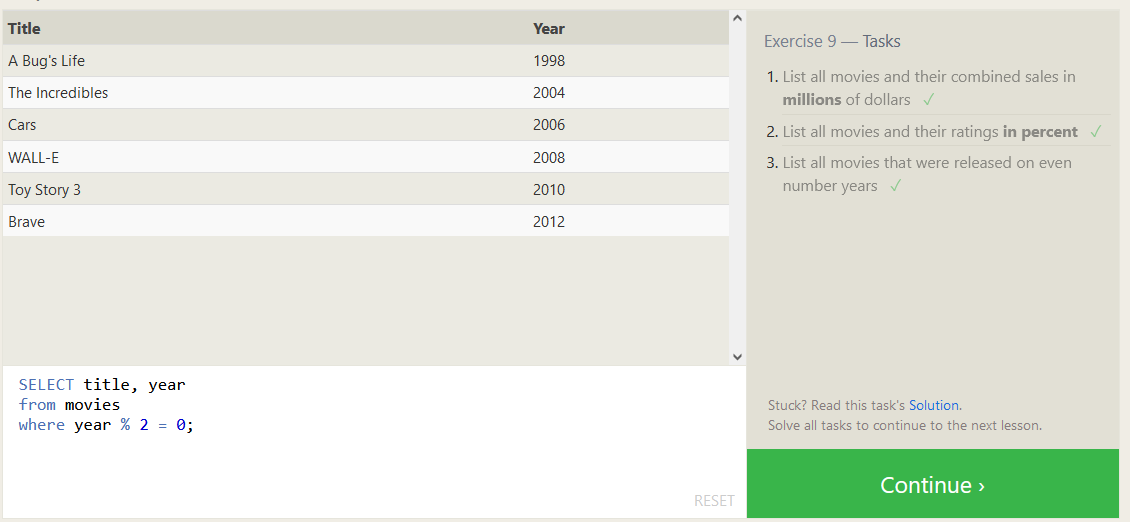 Title Year
A Bug's Life 1998
The Incredibles 2004
Cars 2006
WALL-E 2008
Toy Story 3 2010
Brave 2012
SELECT title, year
from movies
where year % 2 = 0;
RESET
Exercise 9 — Tasks
1. List all movies and their combined sales in
millions of dollars ✓
2. List all movies and their ratings in percent ✓
3. List all movies that were released on even
number years ✓
Stuck? Read this task's Solution.
Solve all tasks to continue to the next lesson.
Continue ›